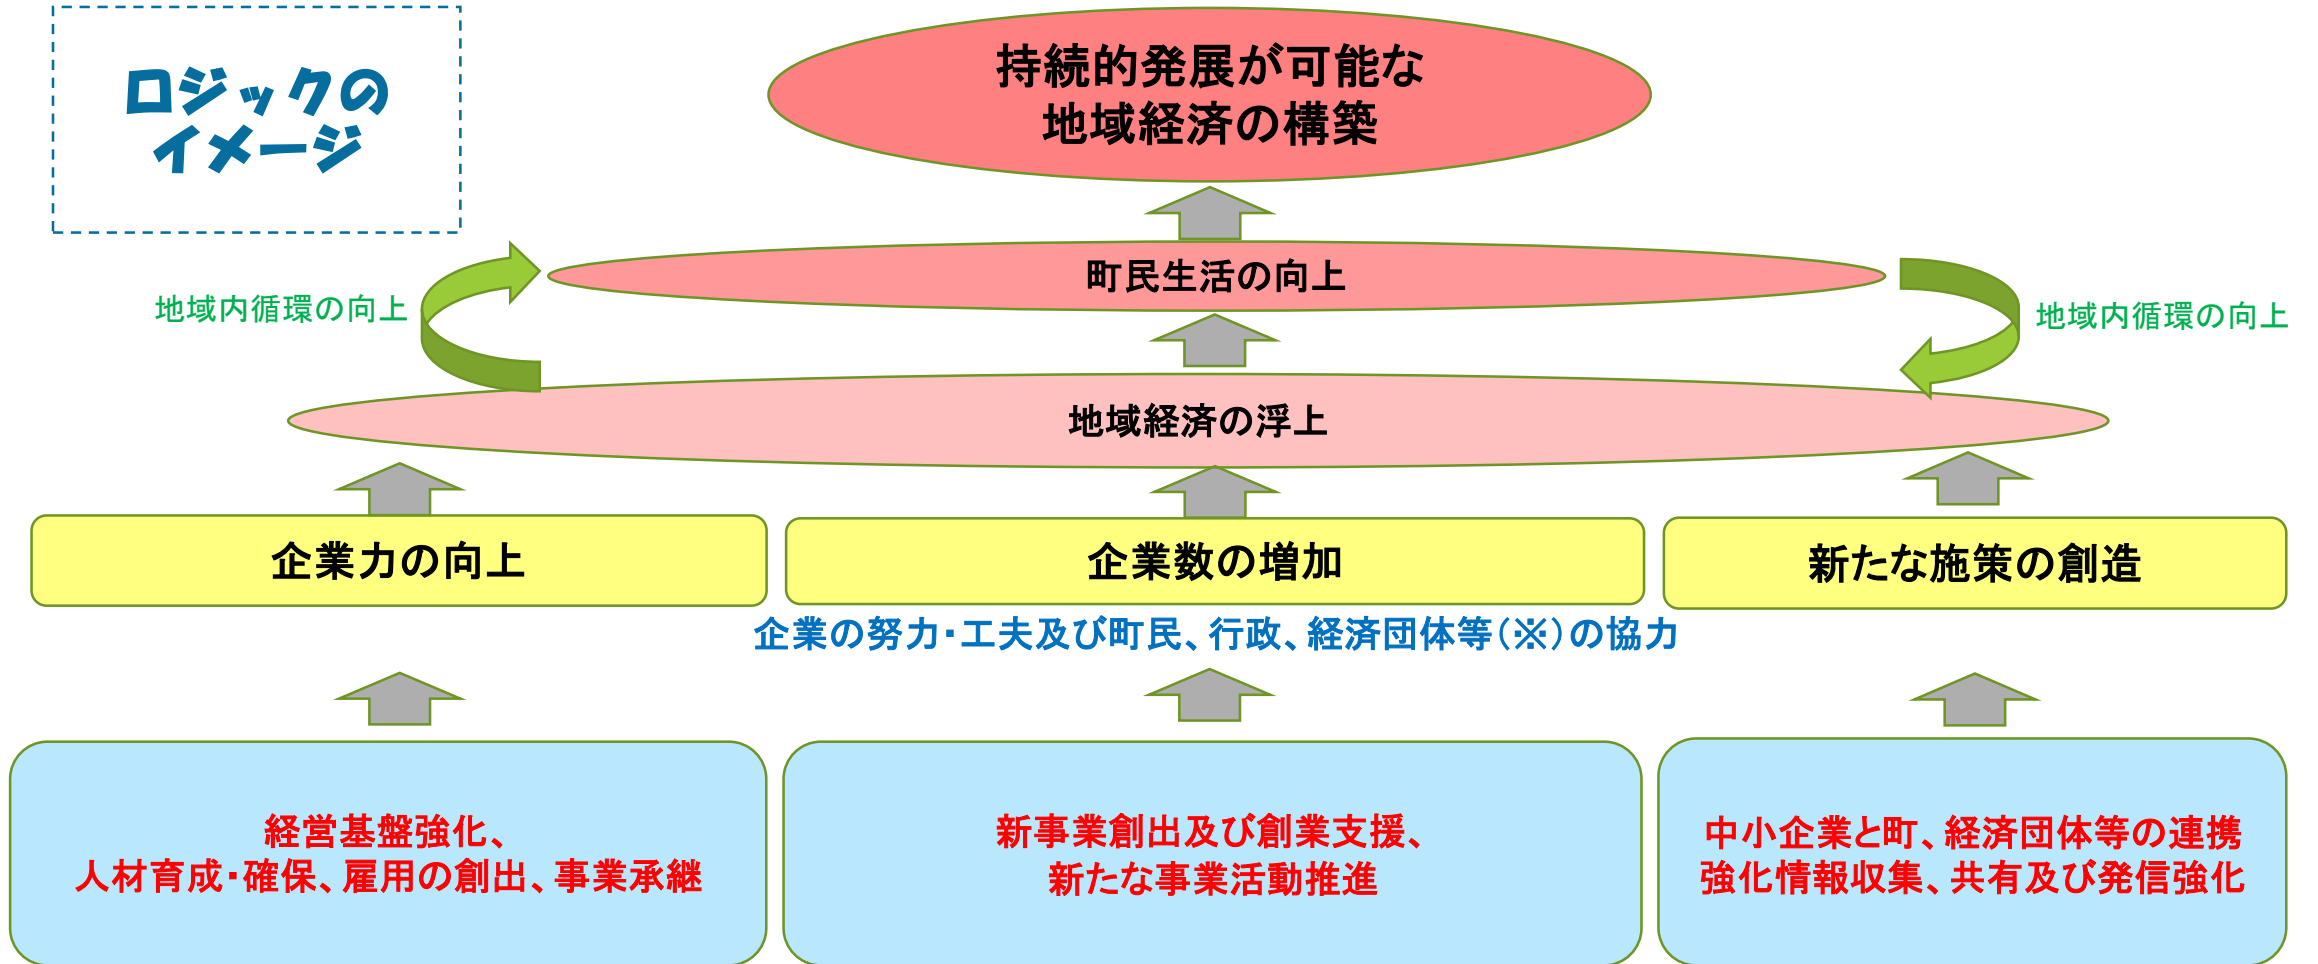 ロジックの
イメージ
持続的発展が可能な
地域経済の構築
町民生活の向上
地域内循環の向上
地域内循環の向上
地域経済の浮上
企業力の向上
企業数の増加
新たな施策の創造
企業の努力・工夫及び町民、行政、経済団体等(※)の協力
経営基盤強化、
人材育成・確保、雇用の創出、事業承継
新事業創出及び創業支援、
新たな事業活動推進
中小企業と町、経済団体等の連携
強化情報収集、共有及び発信強化